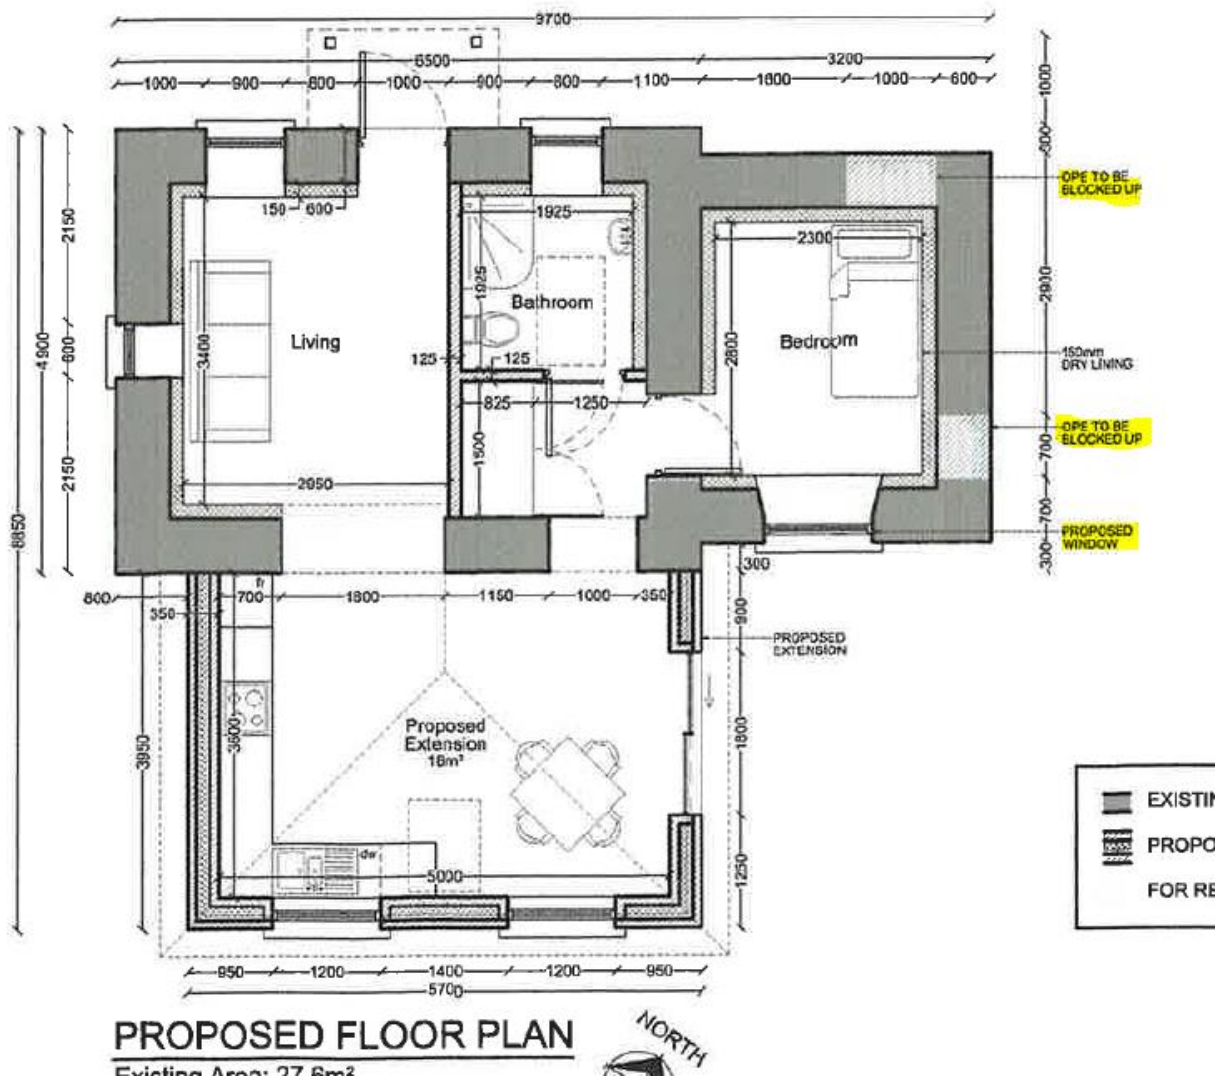 9700
6500 3200
1000 900 800 1000 900 800 1100 1800 1000 600
1000
600
OPE TO BE
BLOCKED UP
150 600
1925
2300
2150
4900
600
2150
8850
1925
Bathroom
Living
3400
125 125
2800
Bedroom
2900
150mm
DRY LINING
825 1250
1500
2950
OPE TO BE
BLOCKED UP
700
700
PROPOSED
WINDOW
300
300
600 350 700 fr 1800 1150 1000 350
900
PROPOSED
EXTENSION
3950
3600
Proposed
Extension
18m²
1800
EXISTIN
PROPO
FOR RE
dw
5000
1250
950 1200 1400 1200 950
5700
PROPOSED FLOOR PLAN
NORTH
Existing Area: 27.6m²